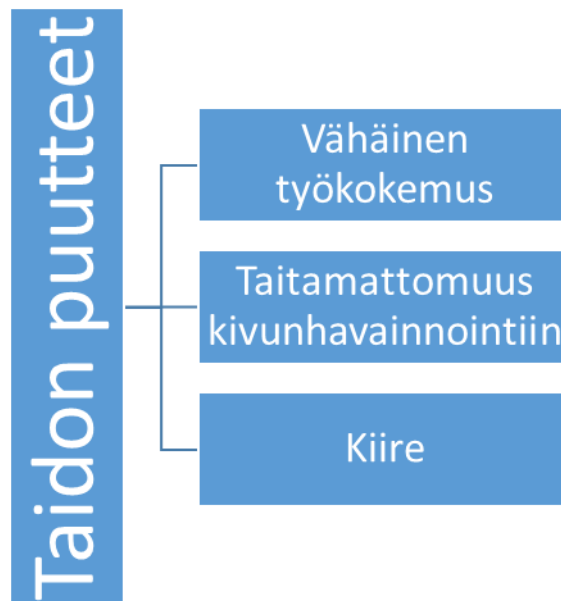 Taidon puutteet
Vähäinen
työkokemus
Taitamattomuus
kivunhavainnointiin
Kiire